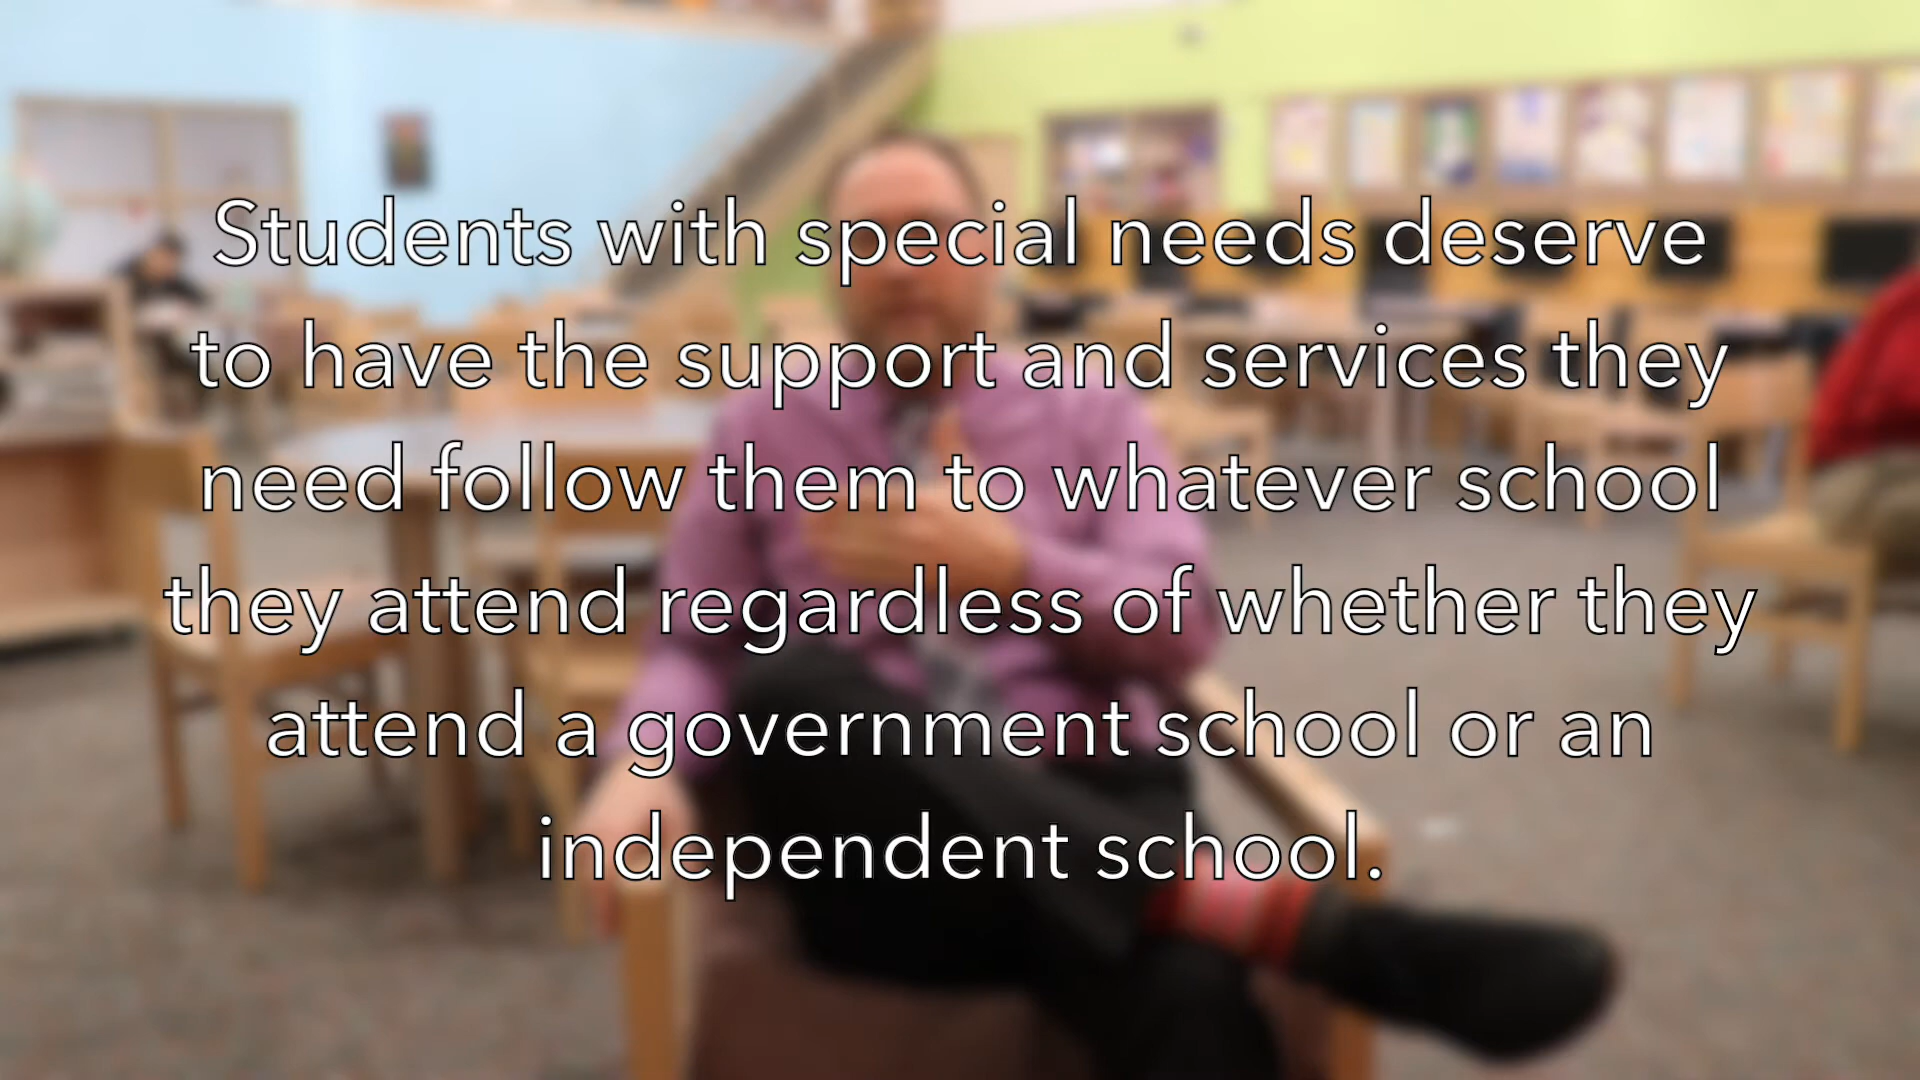 Students with special needs deserve
to have the support and services they
need follow them to whatever school
they attend regardless of whether they
attend a government school or an
independent school.